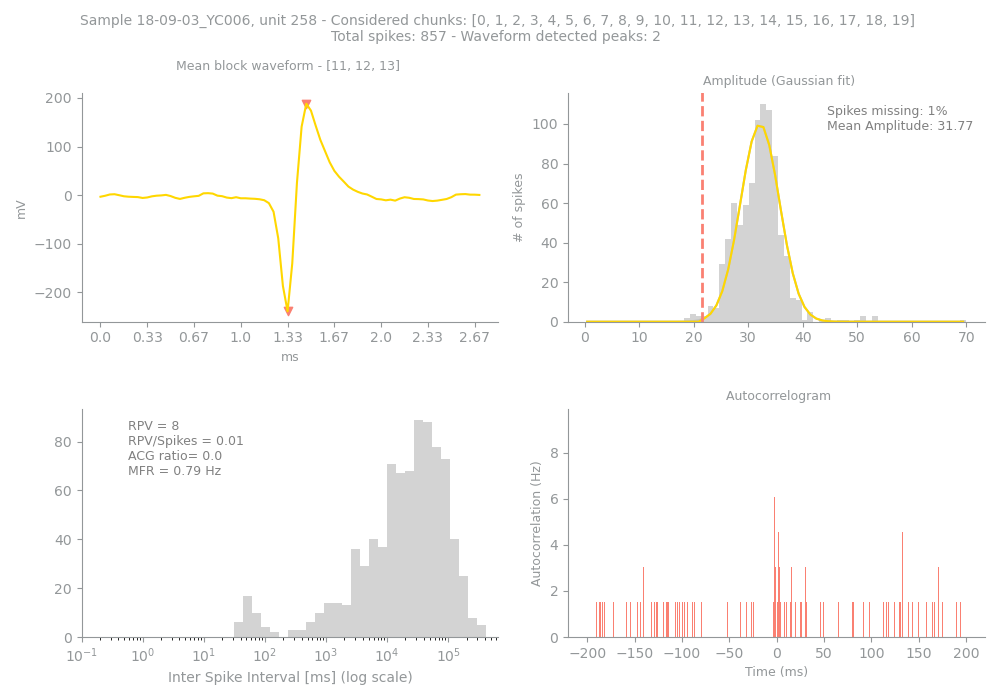 Sample 18-09-03_YC006, unit 258 - Considered chunks: [0, 1, 2, 3, 4, 5, 6, 7, 8, 9, 10, 11, 12, 13, 14, 15, 16, 17, 18, 19]
Total spikes: 857 - Waveform detected peaks: 2
Mean block waveform - [11, 12, 13]
200
100
0
−100
−200
mV
0.0 0.33 0.67 1.0 1.33 1.67 2.0 2.33 2.67
ms
Amplitude (Gaussian fit)
Spikes missing: 1%
Mean Amplitude: 31.77
100
80
60
40
20
0
# of spikes
0 10 20 30 40 50 60 70
RPV = 8
RPV/Spikes = 0.01
ACG ratio= 0.0
MFR = 0.79 Hz
80
60
40
20
0
10⁻¹ 10⁰ 10¹ 10² 10³ 10⁴ 10⁵
Inter Spike Interval [ms] (log scale)
Autocorrelogram
8
6
4
2
0
Autocorrelation (Hz)
−200 −150 −100 −50 0 50 100 150 200
Time (ms)